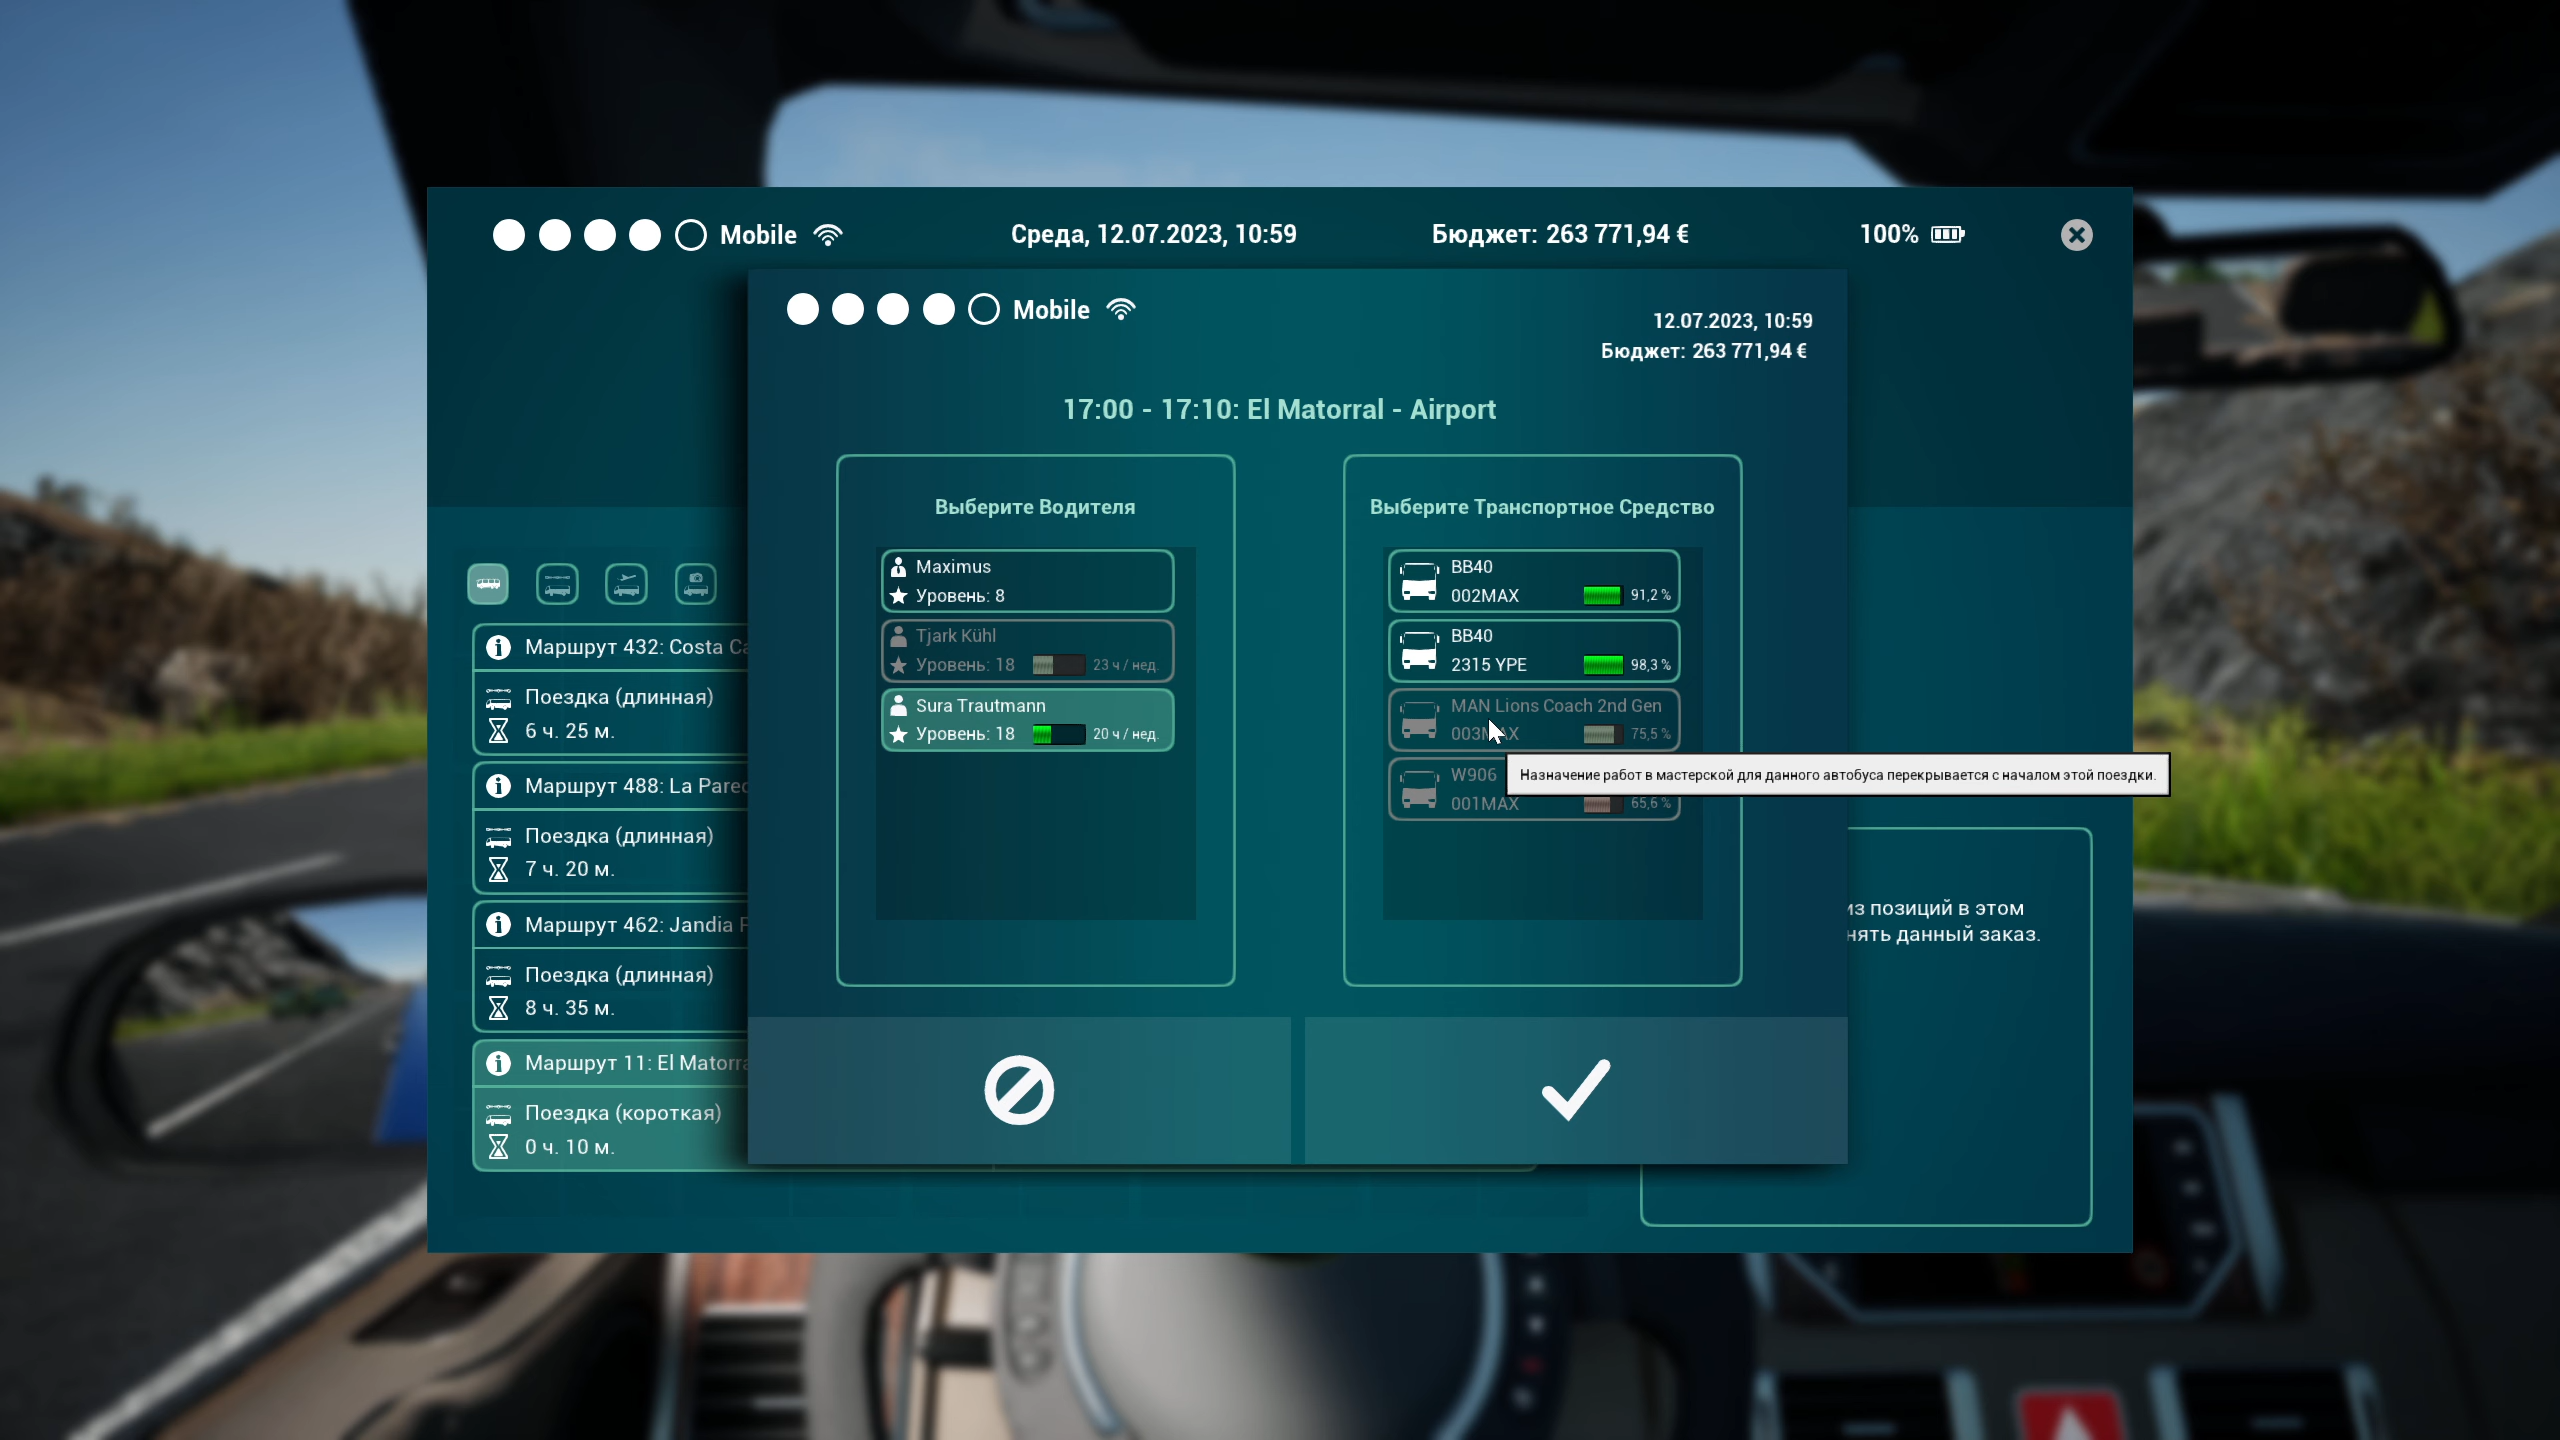 Mobile
Среда, 12.07.2023, 10:59
Бюджет: 263 771,94 €
100%
Mobile
12.07.2023, 10:59
Бюджет: 263 771,94 €
17:00 - 17:10: El Matorral - Airport
Выберите Водителя
Maximus
Уровень: 8
Tjark Kühl
Уровень: 18
23 ч / нед.
Sura Trautmann
Уровень: 18
20 ч / нед.
Выберите Транспортное Средство
BB40
002MAX
91,2 %
BB40
2315 YPE
98,3 %
MAN Lions Coach 2nd Gen
003MAX
75,5 %
W906
001MAX
65,6 %
Назначение работ в мастерской для данного автобуса перекрывается с началом этой поездки.
Маршрут 432: Costa
Поездка (длинная)
6 ч. 25 м.
Маршрут 488: La
Поездка (длинная)
7 ч. 20 м.
Маршрут 462: Jandia
Поездка (длинная)
8 ч. 35 м.
Маршрут 11: El
Поездка (короткая)
0 ч. 10 м.
из позиций в этом
данный заказ.